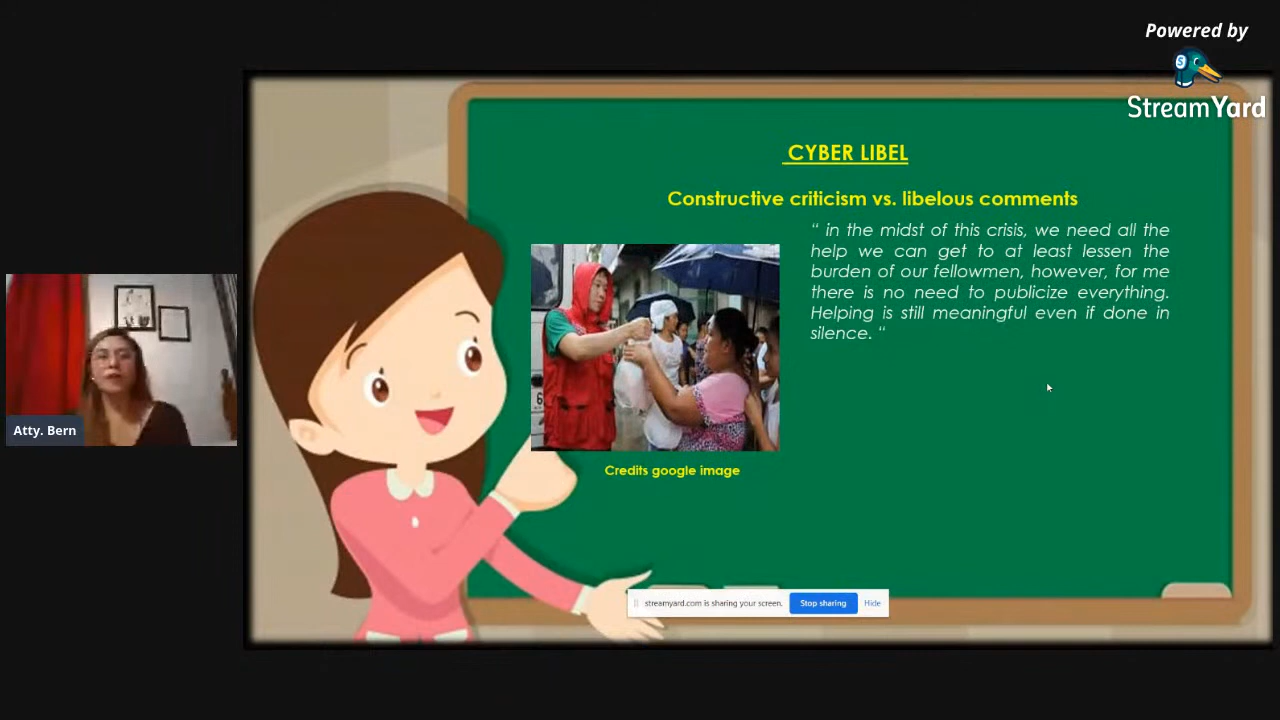 Powered by
StreamYard
CYBER LIBEL
Constructive criticism vs. libelous comments
“ in the midst of this crisis, we need all the
help we can get to at least lessen the
burden of our fellowmen, however, for me
there is no need to publicize everything.
Helping is still meaningful even if done in
silence. “
Atty. Bern
Credits google image
streamyard.com is sharing your screen.
Stop sharing
Hide